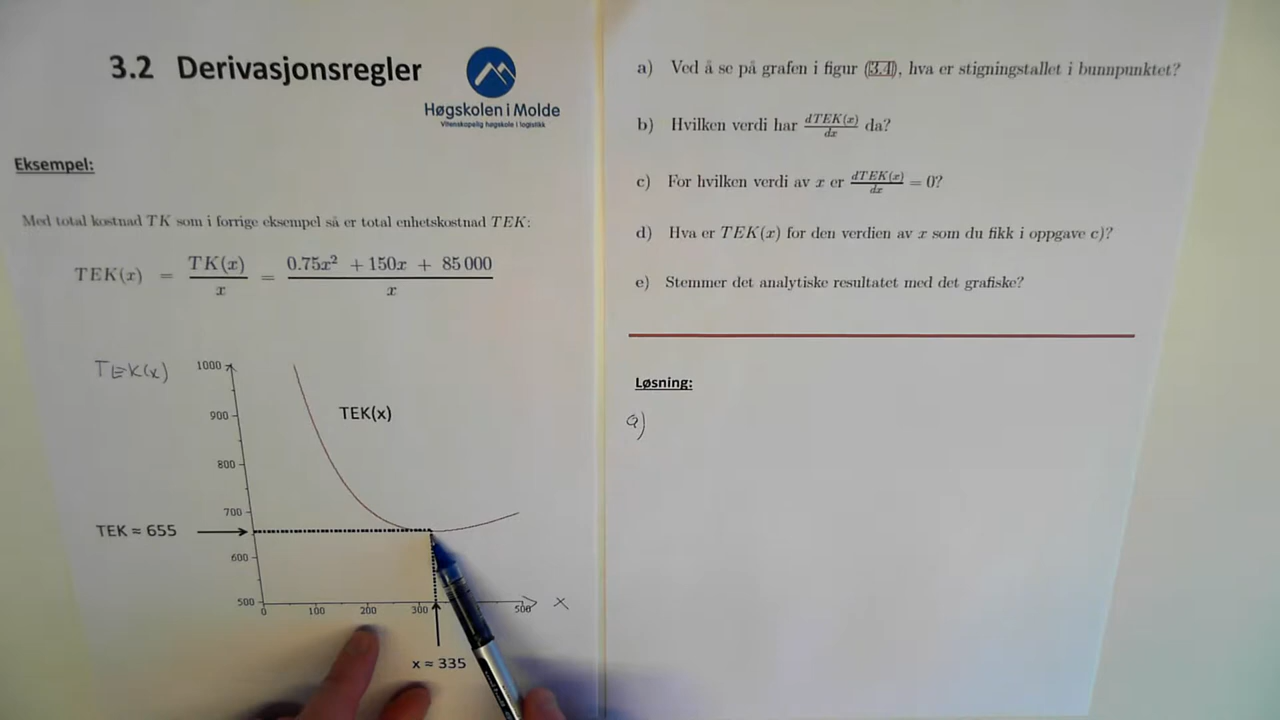 3.2 Derivasjonsregler
Høgskolen i Molde
Vitenskapelig høgskole i logistikk
Eksempel:
Med total kostnad TK som i forrige eksempel så er total enhetskostnad TEK:
TEK(x) = TK(x)/x = 0.75x² + 150x + 85 000/x
TEK(x)
1000
900
800
700
600
500
TEK(x)
TEK ≈ 655
0 100 200 300 500
X
x ≈ 335
a) Ved å se på grafen i figur (3.4), hva er stigningstallet i bunnpunktet?
b) Hvilken verdi har dTEK(x)/dx da?
c) For hvilken verdi av x er dTEK(x)/dx = 0?
d) Hva er TEK(x) for den verdien av x som du fikk i oppgave c)?
e) Stemmer det analytiske resultatet med det grafiske?
Løsning:
a)